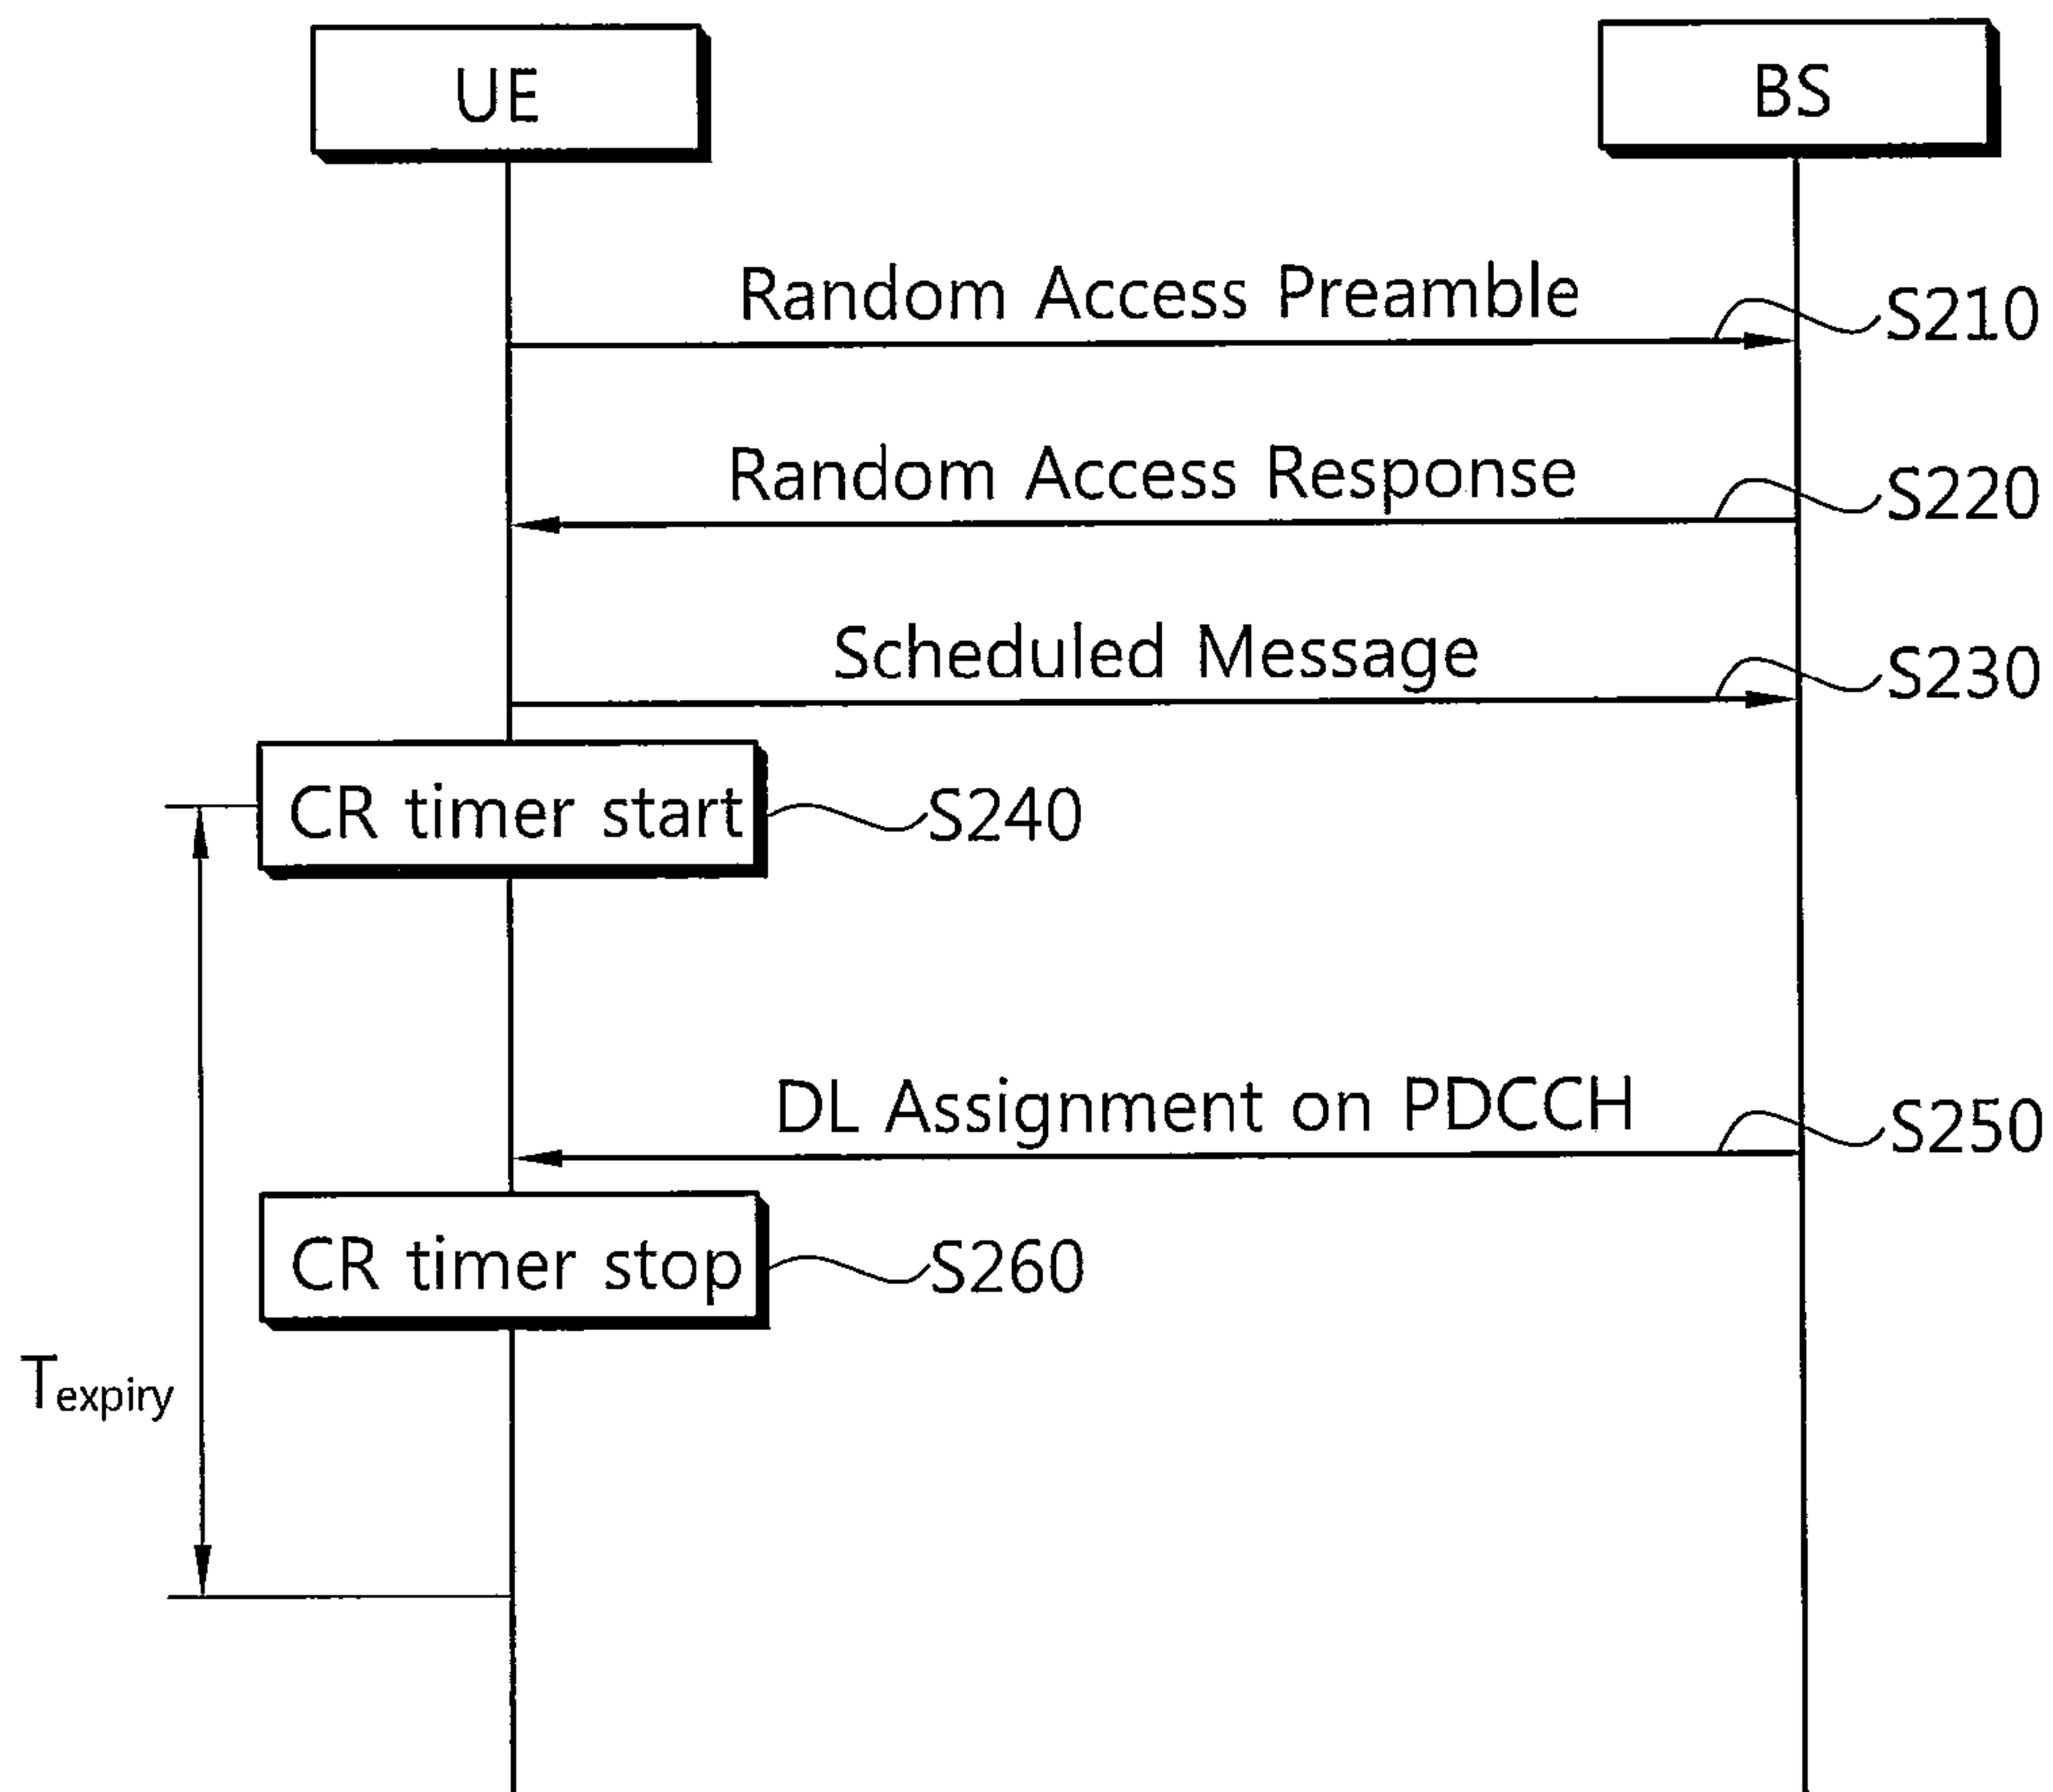 UE
BS
Random Access Preamble
S210
Random Access Response
S220
Scheduled Message
S230
CR timer start
S240
DL Assignment on PDCCH
S250
CR timer stop
S260
Texpiry